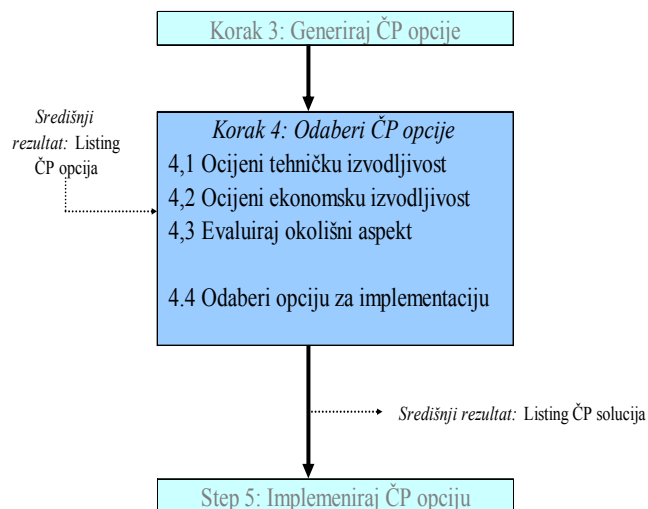 Korak 3: Generiraj ČP opcije
Središnji
rezultat: Listing
ČP opcija
Korak 4: Odaberi ČP opcije
4,1 Ocijeni tehničku izvodljivost
4,2 Ocijeni ekonomsku izvodljivost
4,3 Evaluiraj okolišni aspekt
4.4 Odaberi opciju za implementaciju
Središnji rezultat: Listing ČP solucija
Step 5: Implemeniraj ČP opciju